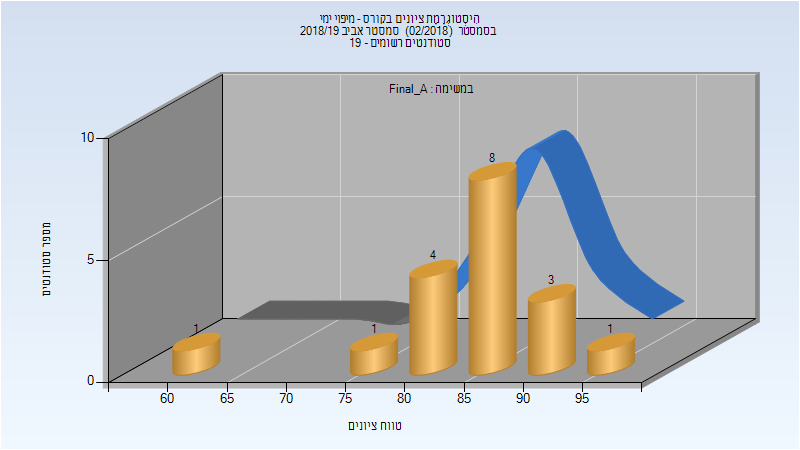 היסטוגרמת ציונים בקורס - מיפוי ימי
בסמסטר (02/2018) סמסטר אביב 2018/19
סטודנטים רשומים - 19
במשימה : Final_A
מספר סטודנטים
10
5
0
1
1
4
8
3
1
60 65 70 75 80 85 90 95
טווח ציונים